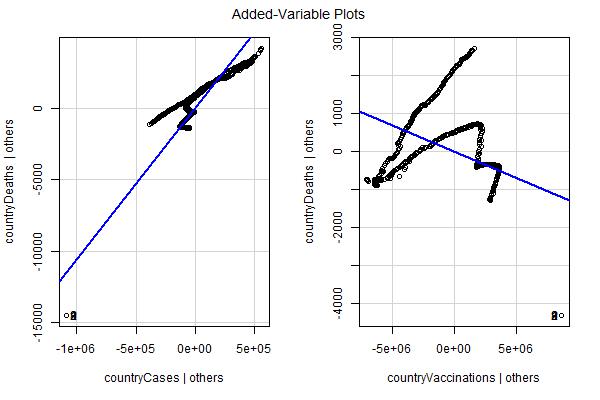 Added-Variable Plots
countryDeaths | others
0
-5000
-10000
-15000
-1e+06
-5e+05
0e+00
5e+05
countryCases | others
countryDeaths | others
3000
1000
0
-2000
-4000
-5e+06
0e+00
5e+06
countryVaccinations | others